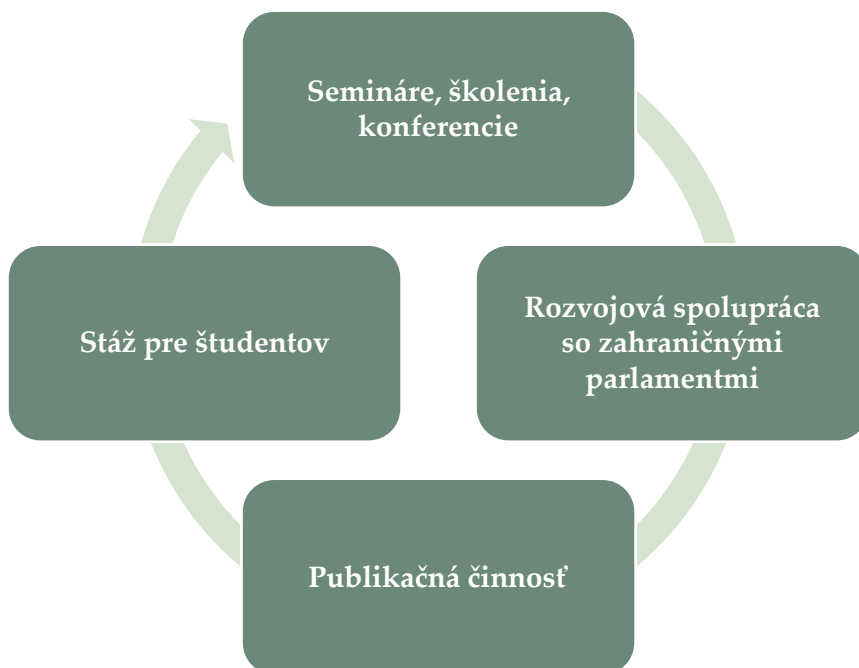 Semináre, školenia,
konferencie
Stáž pre študentov
Rozvojová spolupráca
so zahraničnými
parlamentmi
Publikačná činnosť